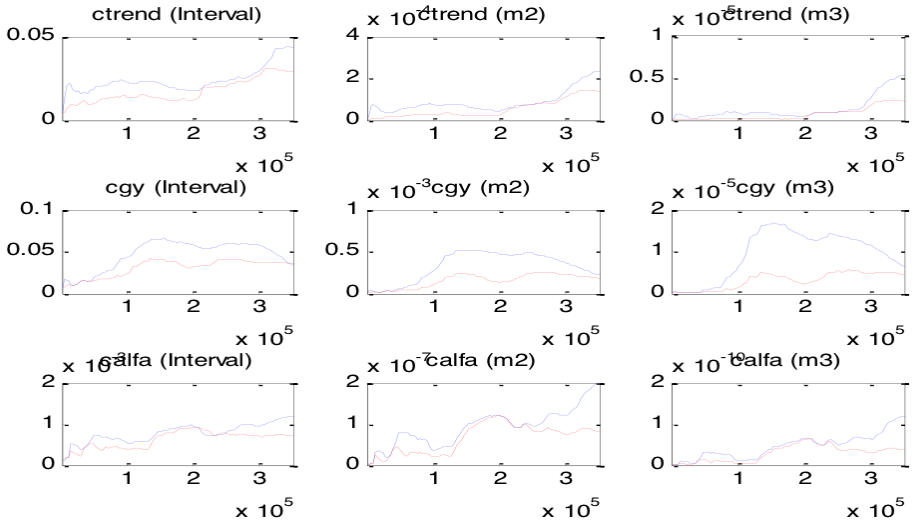 ctrend (Interval)
0.05
0
1 2 3
x 10^5
x 10^-4 ctrend (m2)
4
2
0
1 2 3
x 10^5
x 10^-5 ctrend (m3)
1
0.5
0
1 2 3
x 10^5
cgy (Interval)
0.1
0.05
0
1 2 3
x 10^5
x 10^-3 cgy (m2)
1
0.5
0
1 2 3
x 10^5
x 10^-5 cgy (m3)
2
1
0
1 2 3
x 10^5
x 10^-3 calfa (Interval)
2
1
0
1 2 3
x 10^5
x 10^-7 calfa (m2)
2
1
0
1 2 3
x 10^5
x 10^-10 calfa (m3)
2
1
0
1 2 3
x 10^5